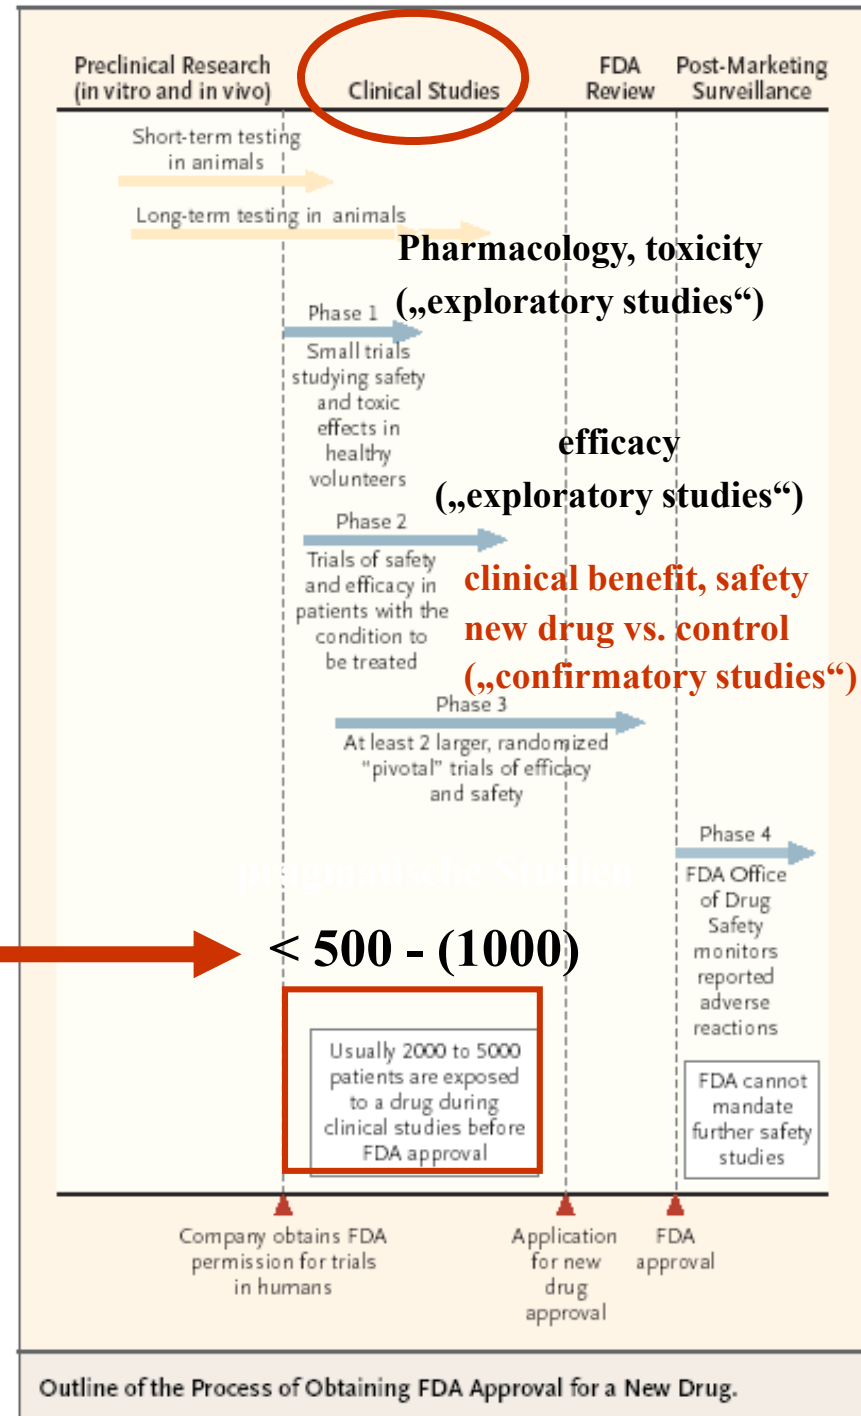 Preclinical Research
(in vitro and in vivo)
Clinical Studies
FDA
Review
Post-Marketing
Surveillance
Short-term testing
in animals
Long-term testing in animals
Pharmacology, toxicity
(„exploratory studies“)
Phase 1
Small trials
studying safety
and toxic
effects in
healthy
volunteers
efficacy
(„exploratory studies“)
Phase 2
Trials of safety
and efficacy in
patients with the
condition to
be treated
clinical benefit, safety
new drug vs. control
(„confirmatory studies“)
Phase 3
At least 2 larger, randomized
“pivotal” trials of efficacy
and safety
Phase 4
FDA Office
of Drug
Safety
monitors
reported
adverse
reactions
< 500 - (1000)
Usually 2000 to 5000
patients are exposed
to a drug during
clinical studies before
FDA approval
FDA cannot
mandate
further safety
studies
Company obtains FDA
permission for trials
in humans
Application
for new
drug
approval
FDA
approval
Outline of the Process of Obtaining FDA Approval for a New Drug.